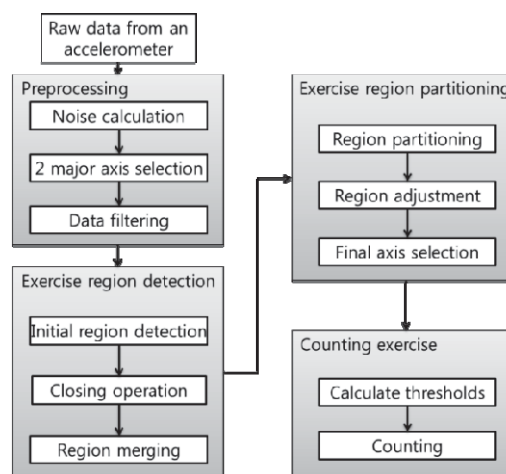 Raw data from an
accelerometer
Preprocessing
Noise calculation
2 major axis selection
Data filtering
Exercise region detection
Initial region detection
Closing operation
Region merging
Exercise region partitioning
Region partitioning
Region adjustment
Final axis selection
Counting exercise
Calculate thresholds
Counting